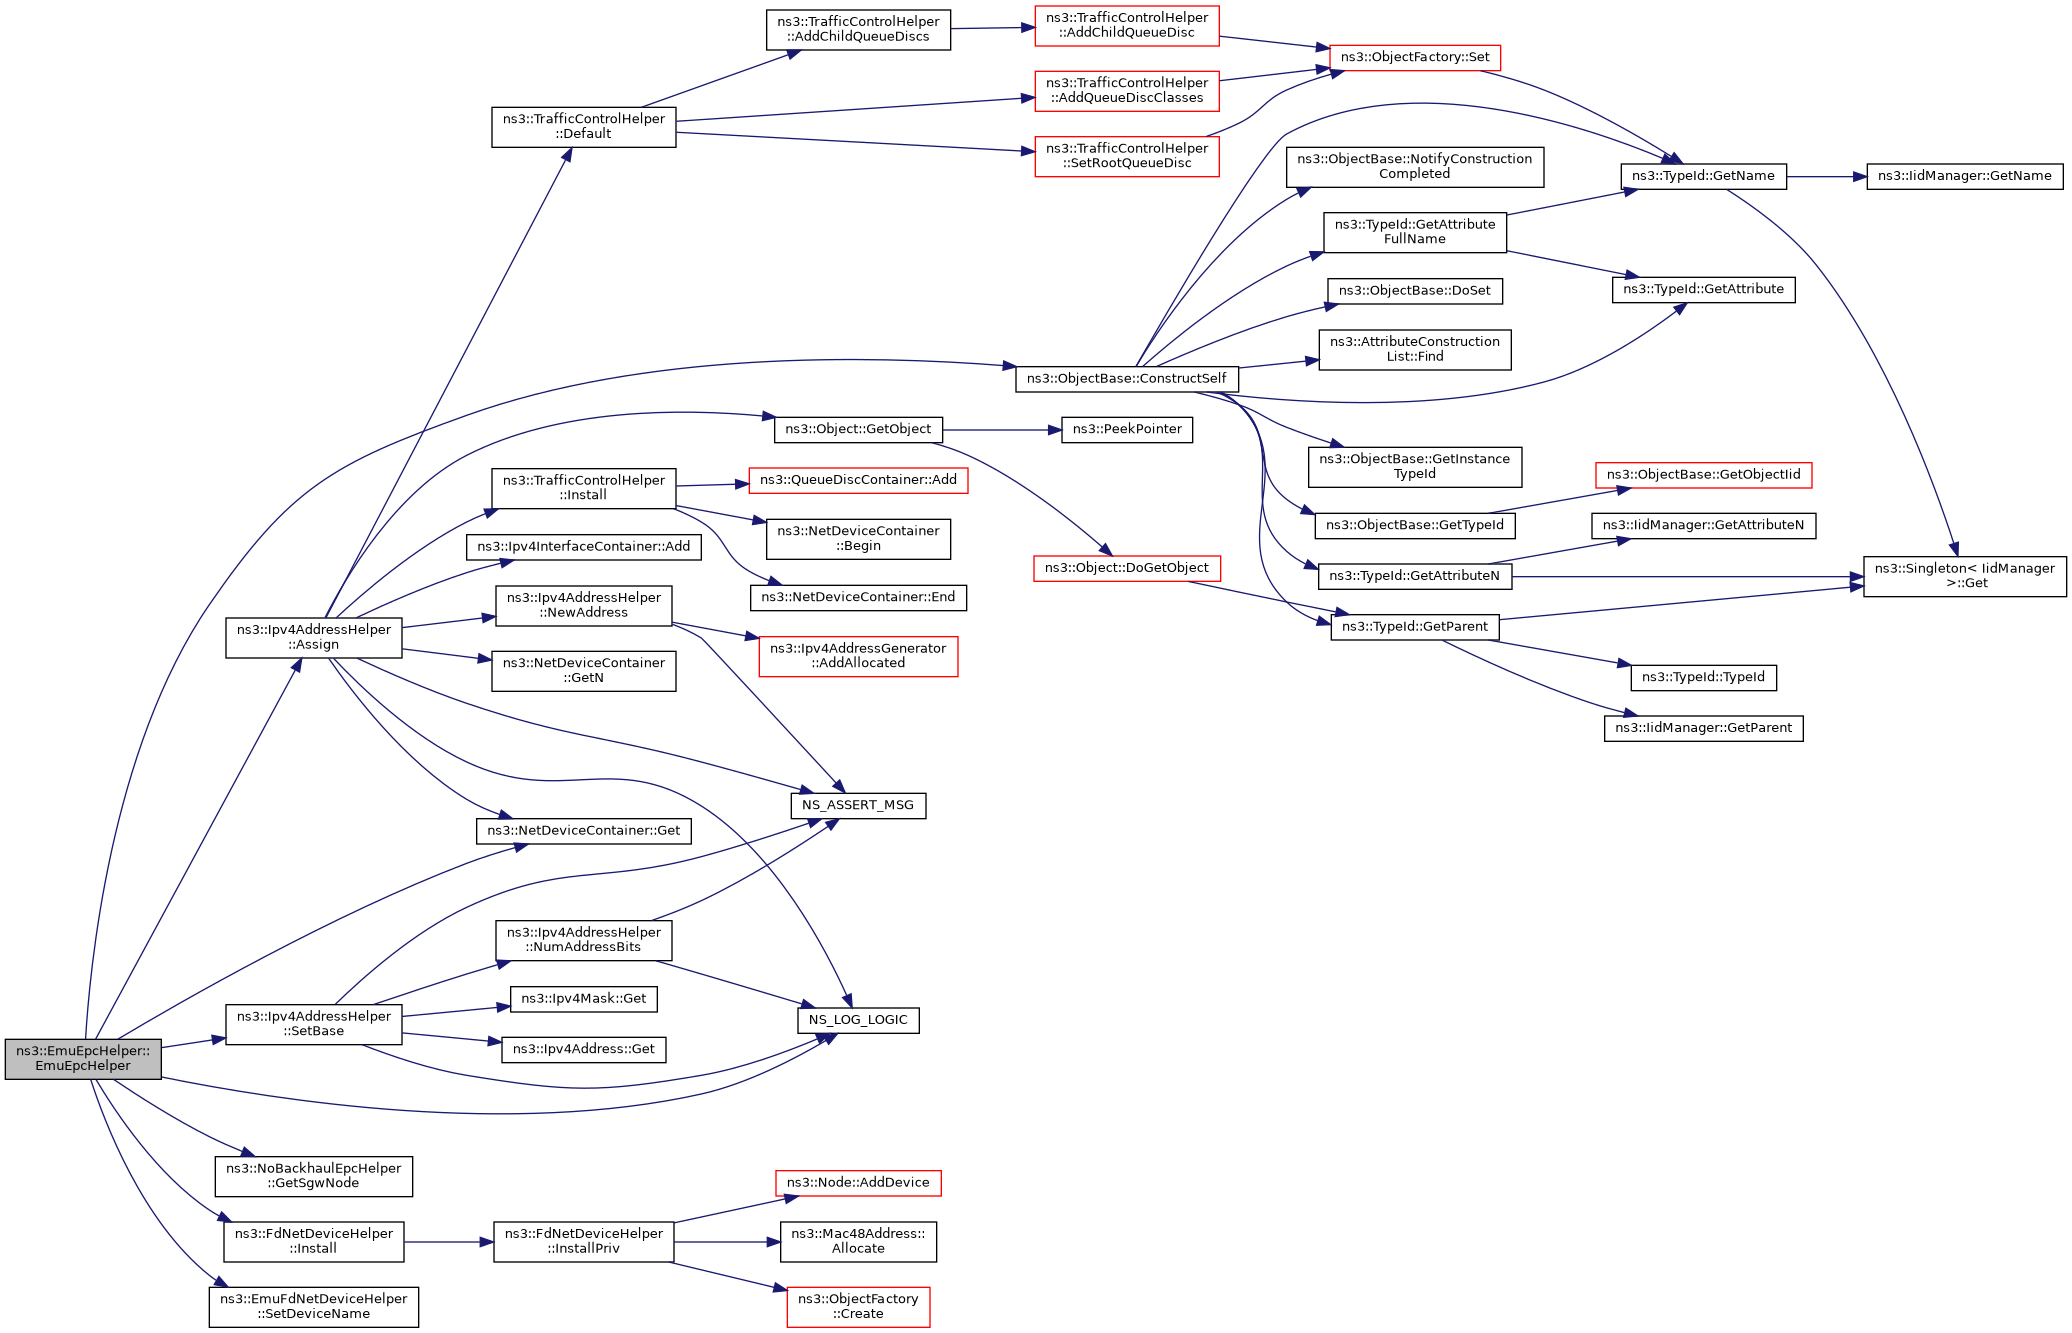 ns3::TrafficControlHelper
::AddChildQueueDiscs
ns3::TrafficControlHelper
::AddChildQueueDisc
ns3::ObjectFactory::Set
ns3::TrafficControlHelper
::AddQueueDiscClasses
ns3::TrafficControlHelper
::Default
ns3::TrafficControlHelper
::SetRootQueueDisc
ns3::ObjectBase::NotifyConstruction
Completed
ns3::TypeId::GetName
ns3::IidManager::GetName
ns3::TypeId::GetAttribute
FullName
ns3::ObjectBase::DoSet
ns3::TypeId::GetAttribute
ns3::AttributeConstruction
List::Find
ns3::ObjectBase::ConstructSelf
ns3::Object::GetObject
ns3::PeekPointer
ns3::ObjectBase::GetInstance
TypeId
ns3::TrafficControlHelper
::Install
ns3::QueueDiscContainer::Add
ns3::ObjectBase::GetObjectIid
ns3::NetDeviceContainer
::Begin
ns3::ObjectBase::GetTypeId
ns3::IidManager::GetAttributeN
ns3::Ipv4InterfaceContainer::Add
ns3::Object::DoGetObject
ns3::TypeId::GetAttributeN
ns3::Singleton< IidManager
>::Get
ns3::Ipv4AddressHelper
::NewAddress
ns3::NetDeviceContainer::End
ns3::Ipv4AddressHelper
::Assign
ns3::TypeId::GetParent
ns3::Ipv4AddressGenerator
::AddAllocated
ns3::NetDeviceContainer
::GetN
ns3::TypeId::TypeId
ns3::IidManager::GetParent
NS_ASSERT_MSG
ns3::NetDeviceContainer::Get
ns3::Ipv4AddressHelper
::NumAddressBits
ns3::Ipv4Mask::Get
ns3::Ipv4AddressHelper
::SetBase
NS_LOG_LOGIC
ns3::Ipv4Address::Get
ns3::EmuEpcHelper::
EmuEpcHelper
ns3::NoBackhaulEpcHelper
::GetSgwNode
ns3::Node::AddDevice
ns3::FdNetDeviceHelper
::Install
ns3::FdNetDeviceHelper
::InstallPriv
ns3::Mac48Address::
Allocate
ns3::EmuFdNetDeviceHelper
::SetDeviceName
ns3::ObjectFactory
::Create